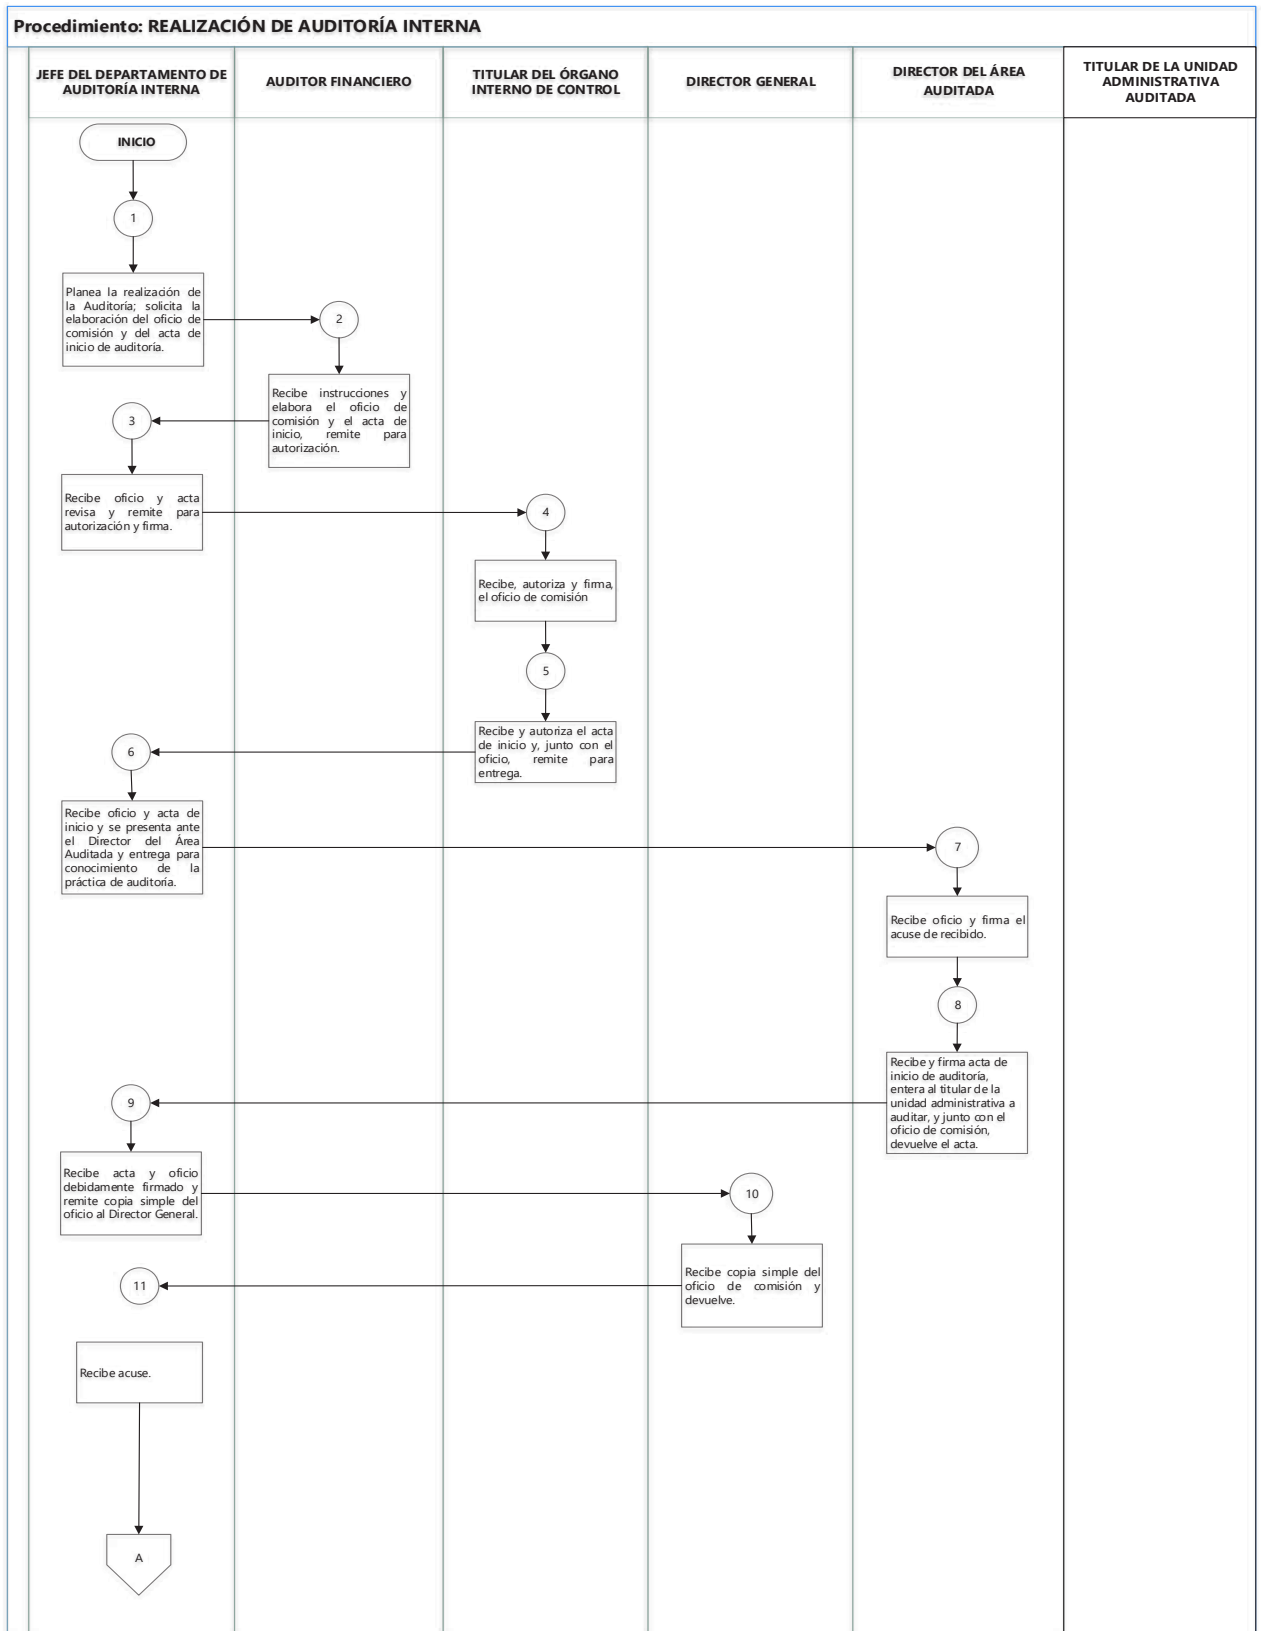 Procedimiento: REALIZACIÓN DE AUDITORÍA INTERNA
JEFE DEL DEPARTAMENTO DE
AUDITORÍA INTERNA
AUDITOR FINANCIERO
TITULAR DEL ÓRGANO
INTERNO DE CONTROL
DIRECTOR GENERAL
DIRECTOR DEL ÁREA
AUDITADA
TITULAR DE LA UNIDAD
ADMINISTRATIVA
AUDITADA
INICIO
1
Planea la realización de
la Auditoría; solicita la
elaboración del oficio de
comisión y del acta de
inicio de auditoría.
2
Recibe instrucciones y
elabora el oficio de
comisión y el acta de
inicio, remite para
autorización.
3
Recibe oficio y acta
revisa y remite para
autorización y firma.
4
Recibe, autoriza y firma,
el oficio de comisión
5
Recibe y autoriza el acta
de inicio y, junto con el
oficio, remite para
entrega.
6
Recibe oficio y acta de
inicio y se presenta ante
el Director del Área
Auditada y entrega para
conocimiento de la
práctica de auditoría.
7
Recibe oficio y firma el
acuse de recibido.
8
Recibe y firma acta de
inicio de auditoría,
entera al titular de la
unidad administrativa a
auditar, y junto con el
oficio de comisión,
devuelve el acta.
9
Recibe acta y oficio
debidamente firmado y
remite copia simple del
oficio al Director General.
10
Recibe copia simple del
oficio de comisión y
devuelve.
11
Recibe acuse.
A